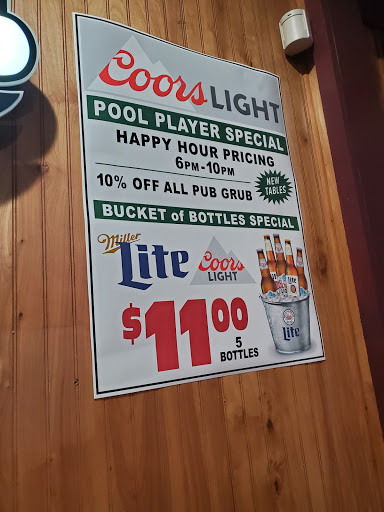 Coors LIGHT
POOL PLAYER SPECIAL
HAPPY HOUR PRICING
6PM-10PM
10% OFF ALL PUB GRUB
NEW
TABLES
BUCKET of BOTTLES SPECIAL
Miller
Lite
Coors
LIGHT
$11.00
5
BOTTLES
Lite